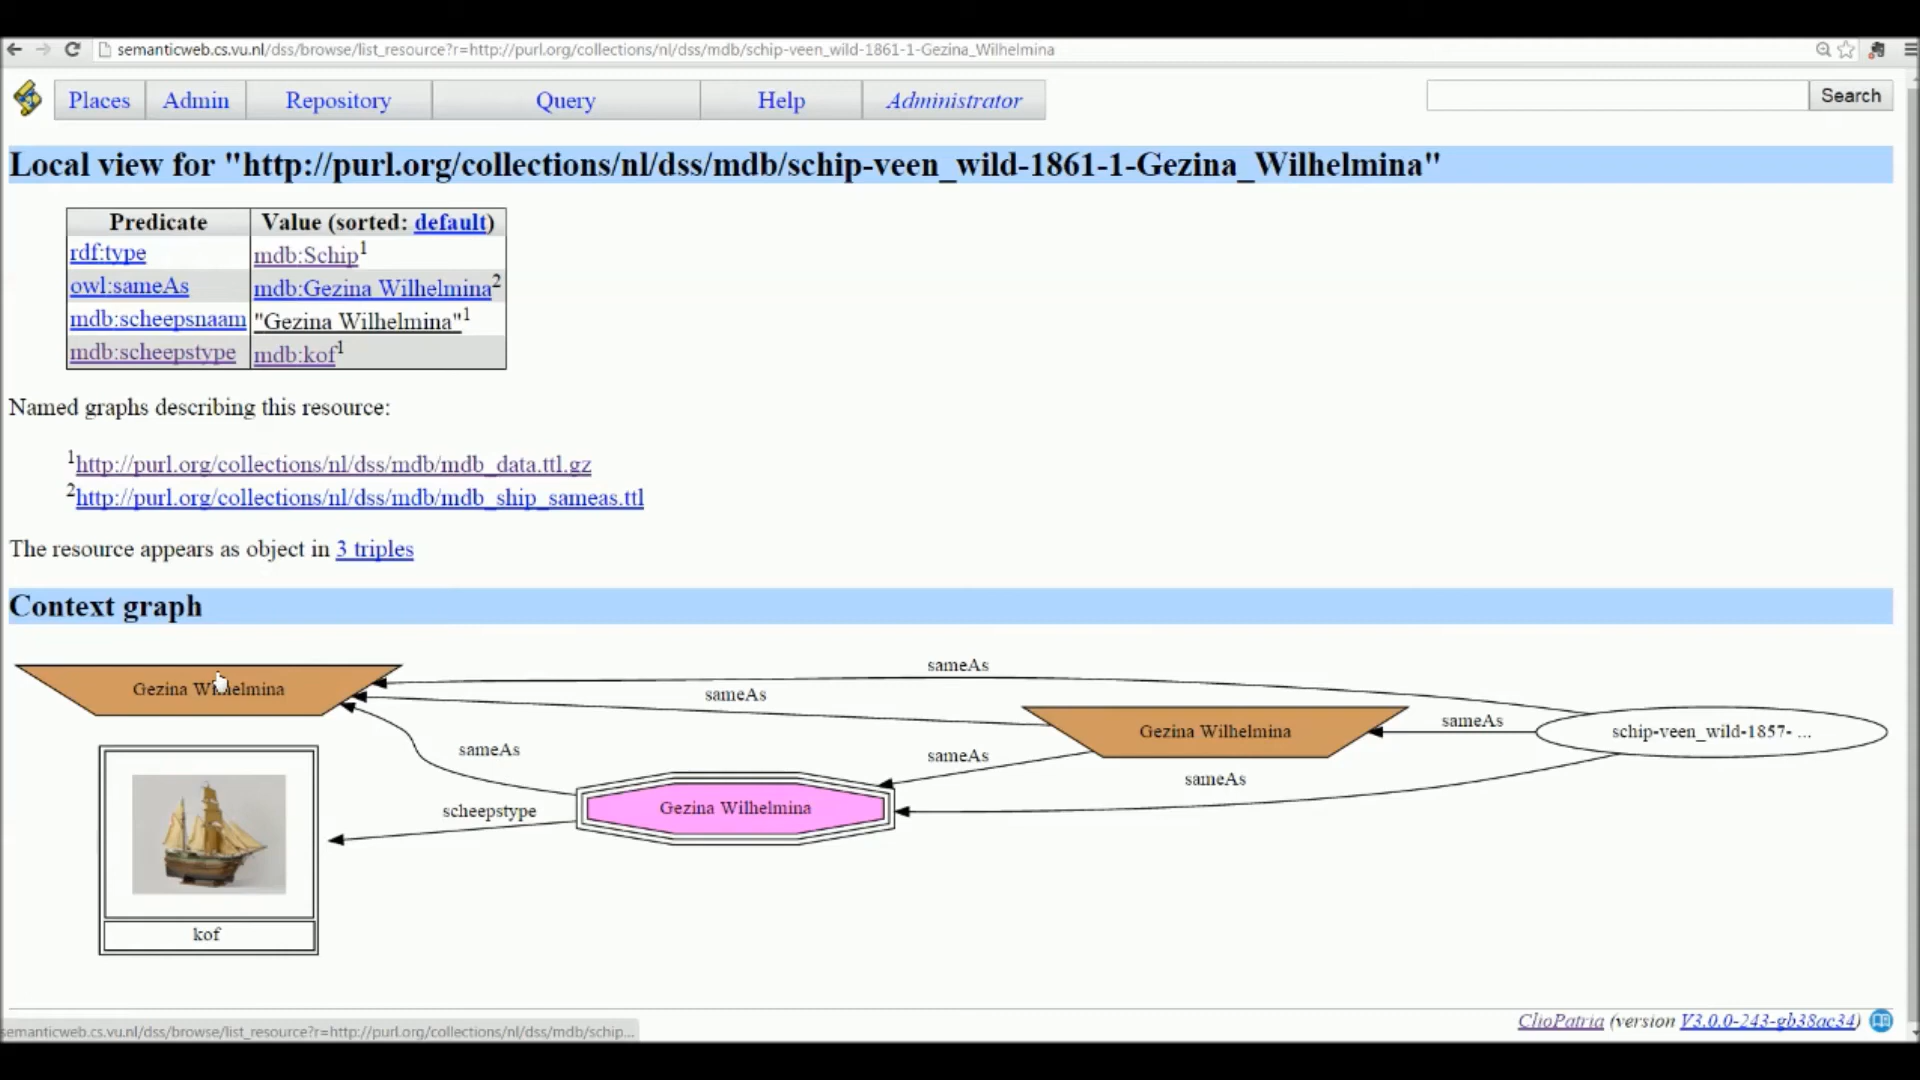 semanticweb.cs.vu.nl/dss/browse/list_resource?r=http://purl.org/collections/nl/dss/mdb/schip-veen_wild-1861-1-Gezina_Wilhelmina
Places Admin Repository Query Help Administrator Search
Local view for "http://purl.org/collections/nl/dss/mdb/schip-veen_wild-1861-1-Gezina_Wilhelmina"
Predicate Value (sorted: default)
rdf:type mdb:Schip1
owl:sameAs mdb:Gezina Wilhelmina2
mdb:scheepsnaam "Gezina Wilhelmina"1
mdb:scheepstype mdb:kof1
Named graphs describing this resource:
1http://purl.org/collections/nl/dss/mdb/mdb_data.ttl.gz
2http://purl.org/collections/nl/dss/mdb/mdb_ship_sameas.ttl
The resource appears as object in 3 triples
Context graph
sameAs
Gezina Wilhelmina
sameAs
sameAs
Gezina Wilhelmina
schip-veen_wild-1857- ...
sameAs
sameAs
sameAs
scheepstype
Gezina Wilhelmina
kof
semanticweb.cs.vu.nl/dss/browse/list_resource?r=http://purl.org/collections/nl/dss/mdb/schip...
ClioPatria (version V3.0.0-243-gb38ac34)